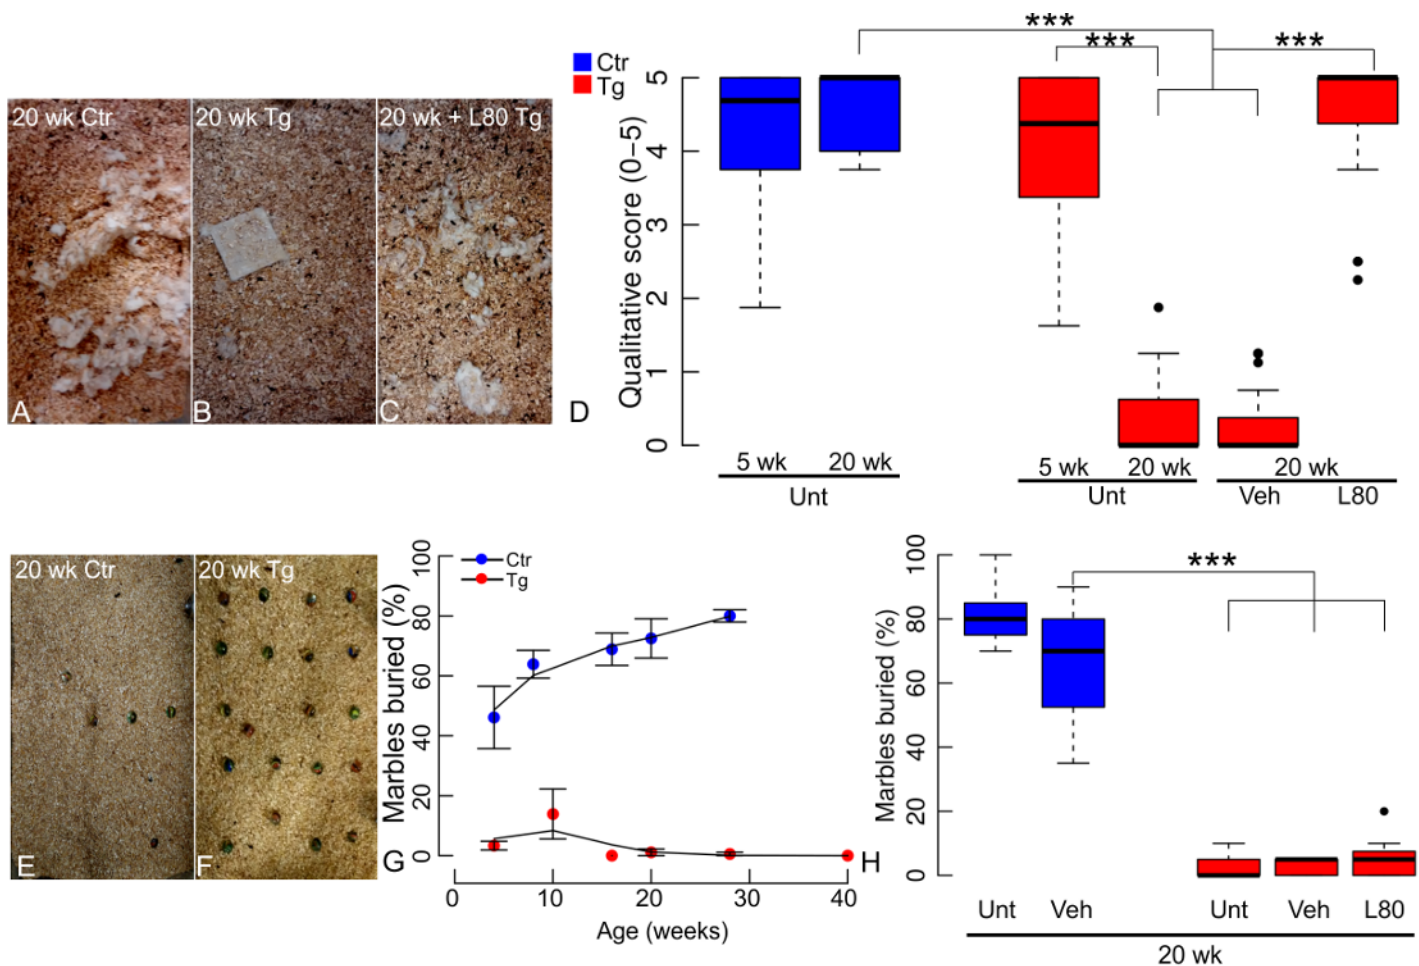 20 wk Ctr
20 wk Tg
20 wk + L80 Tg
A
B
C
D
Ctr
Tg
***
***
***
Qualitative score (0–5)
5
4
3
2
1
0
5 wk
20 wk
5 wk
20 wk
20 wk
Unt
Unt
Veh
L80
20 wk Ctr
20 wk Tg
E
F
G
Ctr
Tg
Marbles buried (%)
100
80
60
40
20
0
0
10
20
30
40
Age (weeks)
H
***
Marbles buried (%)
100
80
60
40
20
0
Unt
Veh
Unt
Veh
L80
20 wk